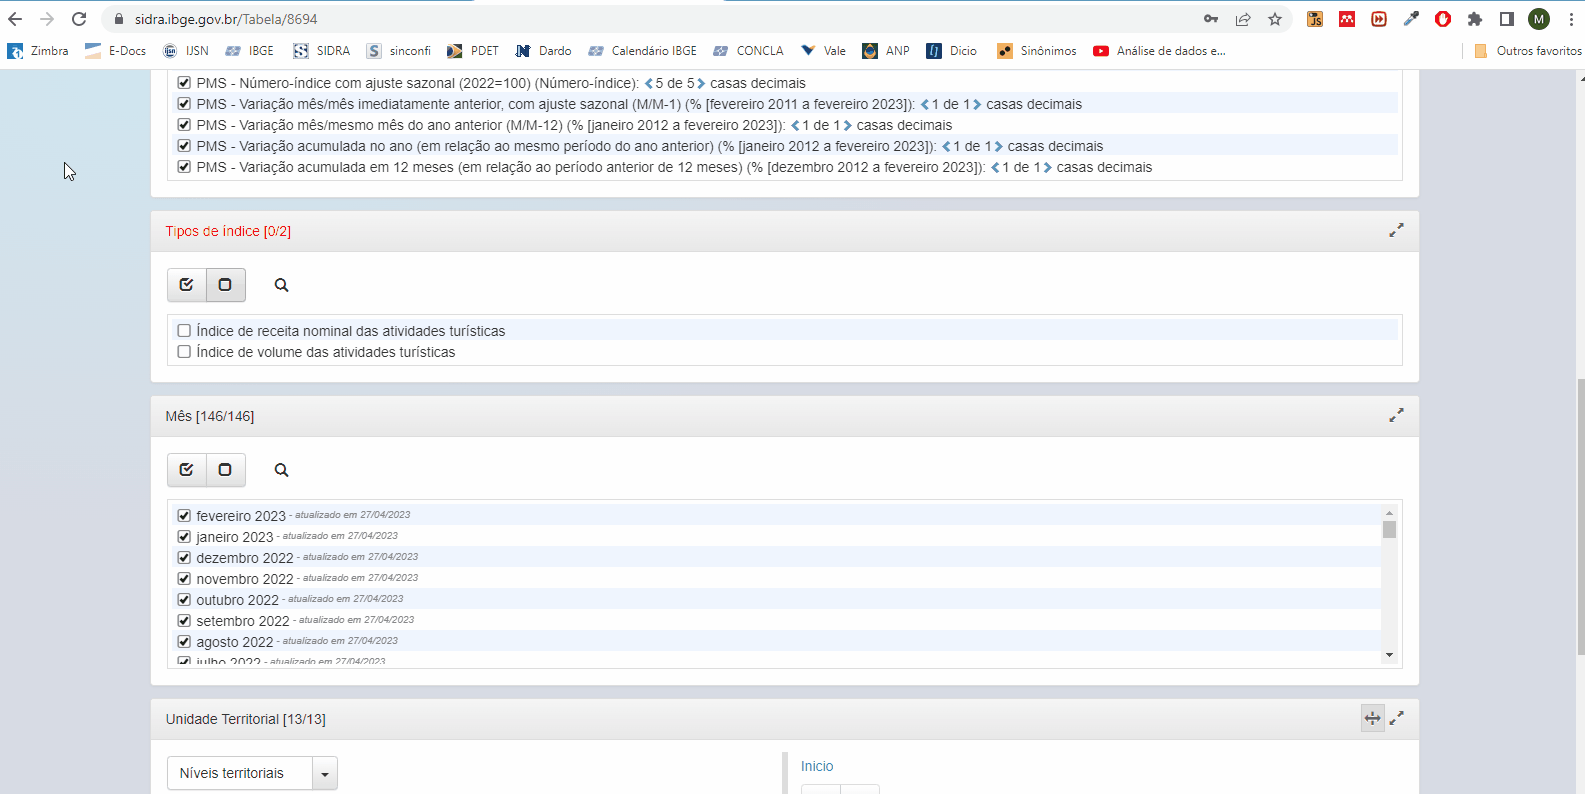 sidra.ibge.gov.br/Tabela/8694
M
Zimbra E-Docs IJSN IBGE SIDRA sinconfi PDET Dardo Calendário IBGE CONCLA Vale ANP Dicio Sinônimos Análise de dados e... Outros favoritos
PMS - Número-índice com ajuste sazonal (2022=100) (Número-índice): 5 de 5 casas decimais
PMS - Variação mês/mês imediatamente anterior, com ajuste sazonal (M/M-1) (% [fevereiro 2011 a fevereiro 2023]): 1 de 1 casas decimais
PMS - Variação mês/mesmo mês do ano anterior (M/M-12) (% [janeiro 2012 a fevereiro 2023]): 1 de 1 casas decimais
PMS - Variação acumulada no ano (em relação ao mesmo período do ano anterior) (% [janeiro 2012 a fevereiro 2023]): 1 de 1 casas decimais
PMS - Variação acumulada em 12 meses (em relação ao período anterior de 12 meses) (% [dezembro 2012 a fevereiro 2023]): 1 de 1 casas decimais
Tipos de índice [0/2]
Índice de receita nominal das atividades turísticas
Índice de volume das atividades turísticas
Mês [146/146]
fevereiro 2023 - atualizado em 27/04/2023
janeiro 2023 - atualizado em 27/04/2023
dezembro 2022 - atualizado em 27/04/2023
novembro 2022 - atualizado em 27/04/2023
outubro 2022 - atualizado em 27/04/2023
setembro 2022 - atualizado em 27/04/2023
agosto 2022 - atualizado em 27/04/2023
julho 2022 - atualizado em 27/04/2023
Unidade Territorial [13/13]
Níveis territoriais
Inicio